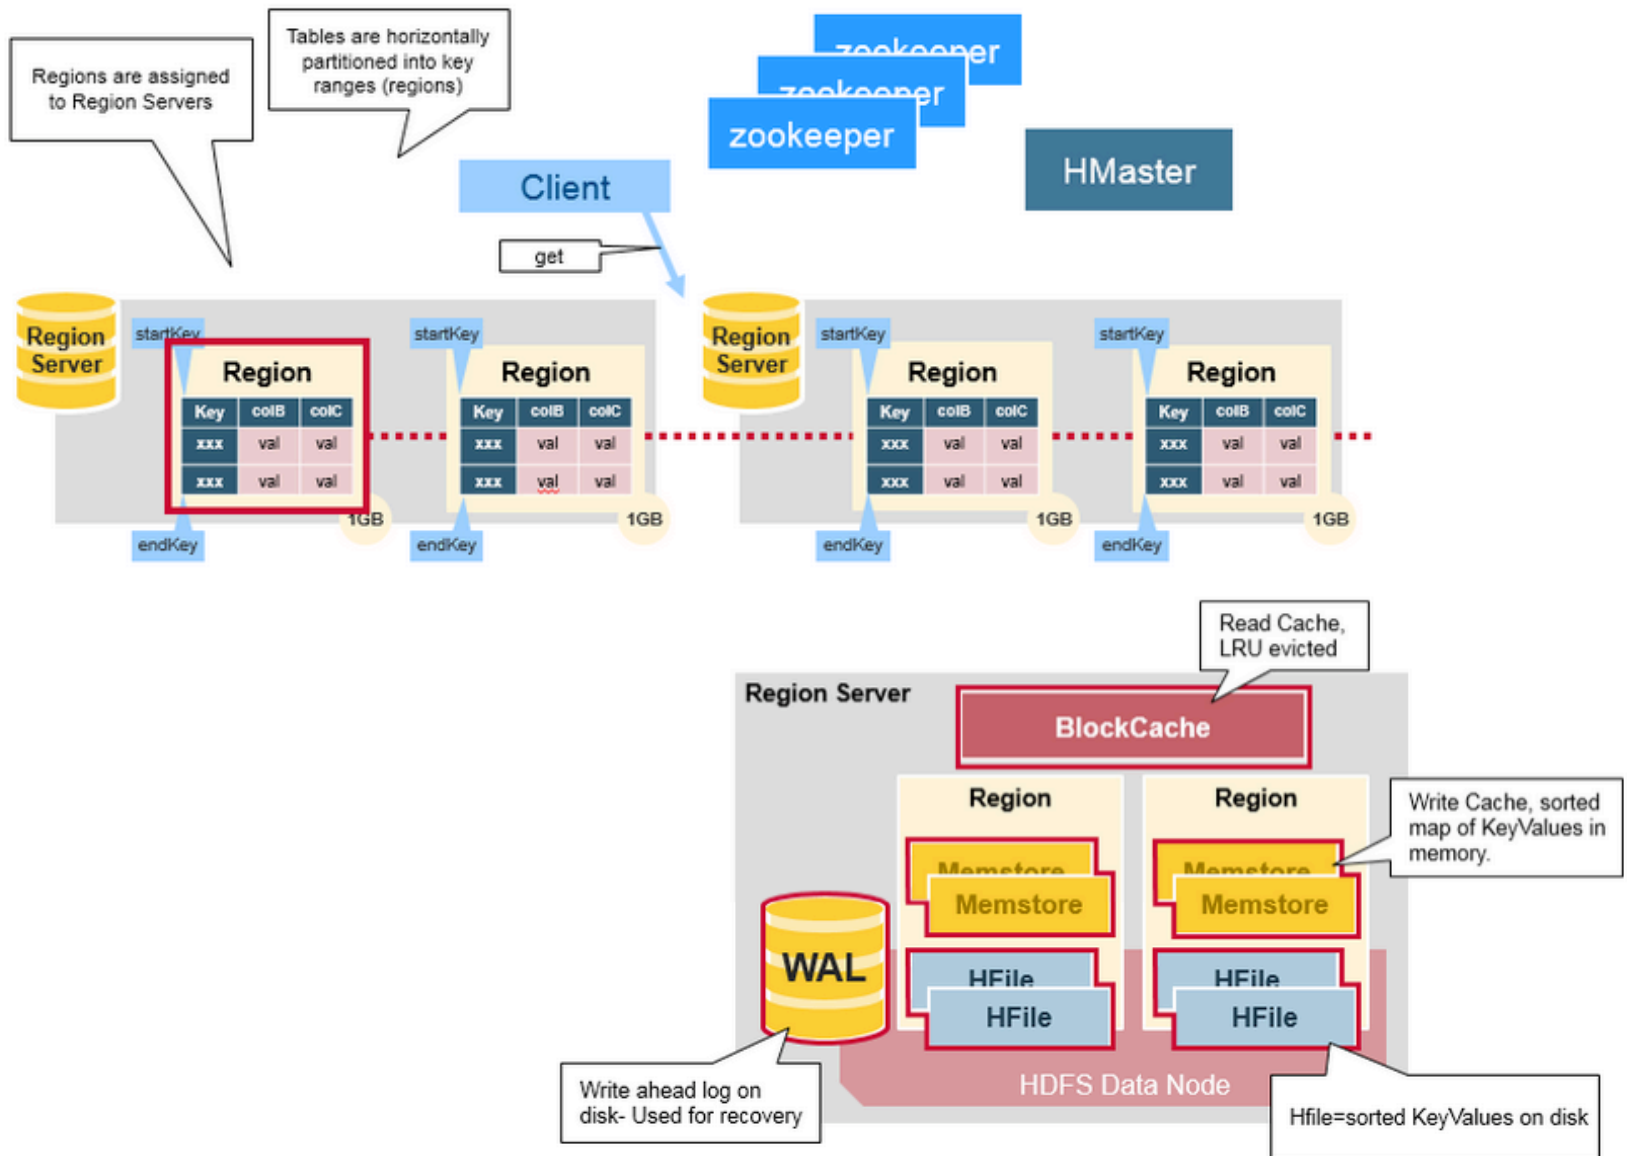 Regions are assigned
to Region Servers
Tables are horizontally
partitioned into key
ranges (regions)
zookeeper
zookeeper
zookeeper
HMaster
Client
get
Region
Server
startKey
Region
Key colB colC
xxx val val
xxx val val
1GB
endKey
startKey
Region
Key colB colC
xxx val val
xxx val val
1GB
endKey
Region
Server
startKey
Region
Key colB colC
xxx val val
xxx val val
1GB
endKey
startKey
Region
Key colB colC
xxx val val
xxx val val
1GB
endKey
Read Cache,
LRU evicted
Region Server
BlockCache
Region
Memstore
Memstore
HFile
HFile
Region
Memstore
Memstore
HFile
HFile
Write Cache, sorted
map of KeyValues in
memory.
WAL
Write ahead log on
disk- Used for recovery
HDFS Data Node
Hfile=sorted KeyValues on disk